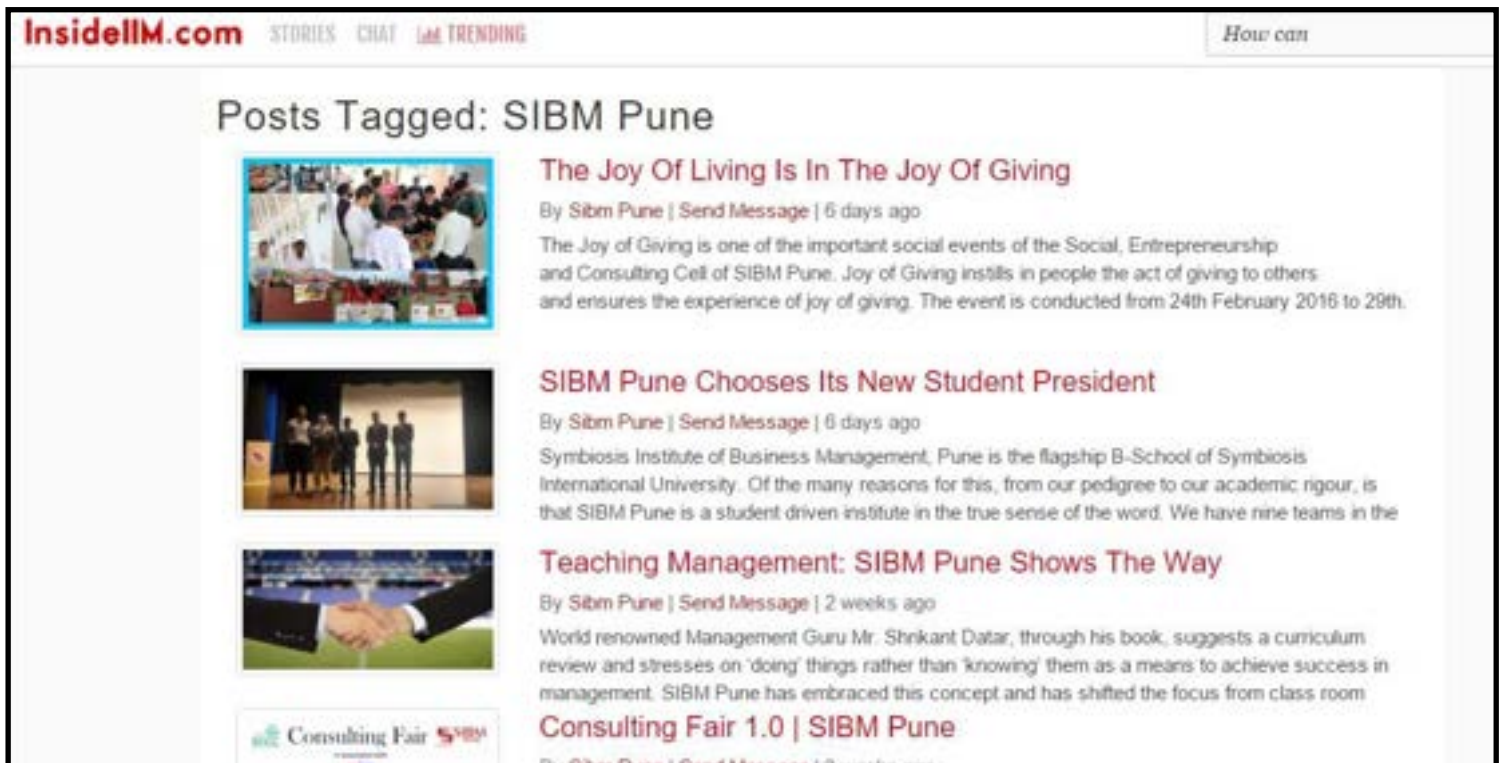 InsideIIM.com STORIES CHAT TRENDING How can
Posts Tagged: SIBM Pune
The Joy Of Living Is In The Joy Of Giving
By Sibm Pune | Send Message | 6 days ago
The Joy of Giving is one of the important social events of the Social, Entrepreneurship
and Consulting Cell of SIBM Pune. Joy of Giving instills in people the act of giving to others
and ensures the experience of joy of giving. The event is conducted from 24th February 2016 to 29th.
SIBM Pune Chooses Its New Student President
By Sibm Pune | Send Message | 6 days ago
Symbiosis Institute of Business Management, Pune is the flagship B-School of Symbiosis
International University. Of the many reasons for this, from our pedigree to our academic rigour, is
that SIBM Pune is a student driven institute in the true sense of the word. We have nine teams in the
Teaching Management: SIBM Pune Shows The Way
By Sibm Pune | Send Message | 2 weeks ago
World renowned Management Guru Mr. Shrikant Datar, through his book, suggests a curriculum
review and stresses on 'doing' things rather than 'knowing' them as a means to achieve success in
management. SIBM Pune has embraced this concept and has shifted the focus from class room
Consulting Fair SIBM
Consulting Fair 1.0 | SIBM Pune